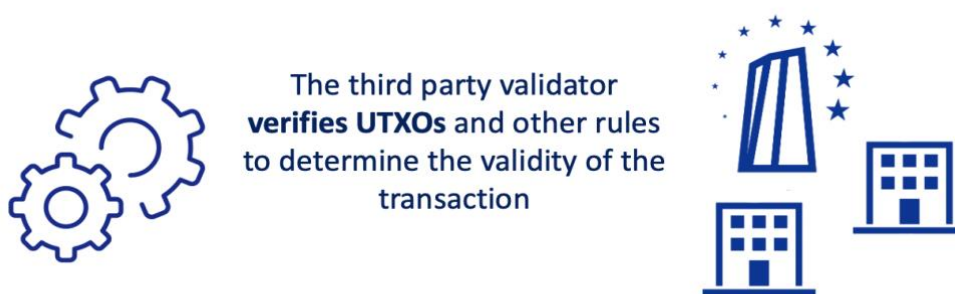 The third party validator
verifies UTXOs and other rules
to determine the validity of the
transaction